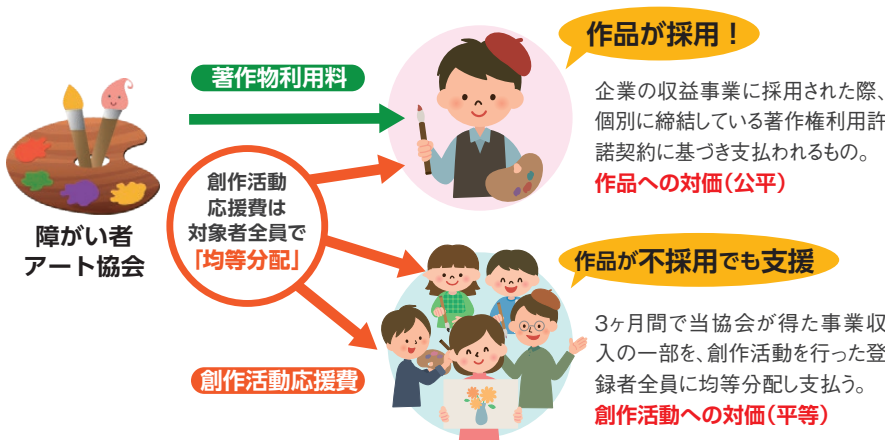 障がい者
アート協会
著作物利用料
創作活動
応援費は
対象者全員で
「均等分配」
創作活動応援費
作品が採用！
企業の収益事業に採用された際、
個別に締結している著作権利用許
諾契約に基づき支払われるもの。
作品への対価(公平)
作品が不採用でも支援
3ヶ月間で当協会が得た事業収
入の一部を、創作活動を行った登
録者全員に均等分配し支払う。
創作活動への対価(平等)